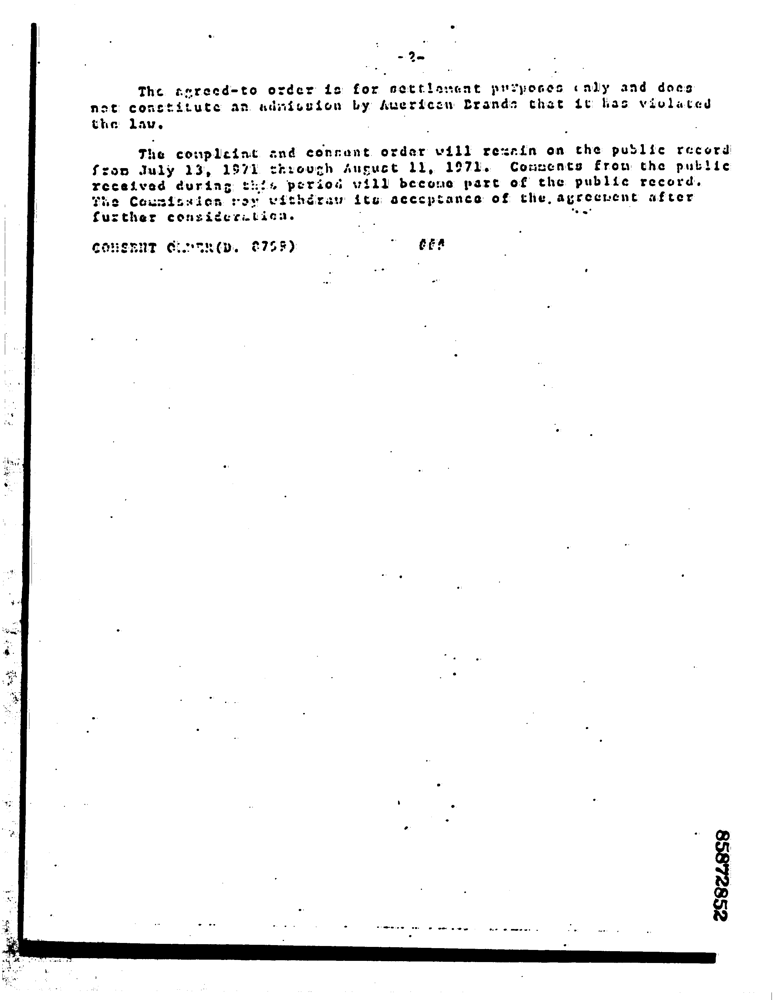 - 2 -
The agreed-to order is for settlement purposes only and does
not constitute an admission by American Brands that it has violated
the law.
The complaint and consent order will remain on the public record
from July 13, 1971 through August 11, 1971. Comments from the public
received during this period will become part of the public record.
The Commission may withdraw its acceptance of the agreement after
further consideration.
CONSENT ORDER (D. 8799) ###
85872852